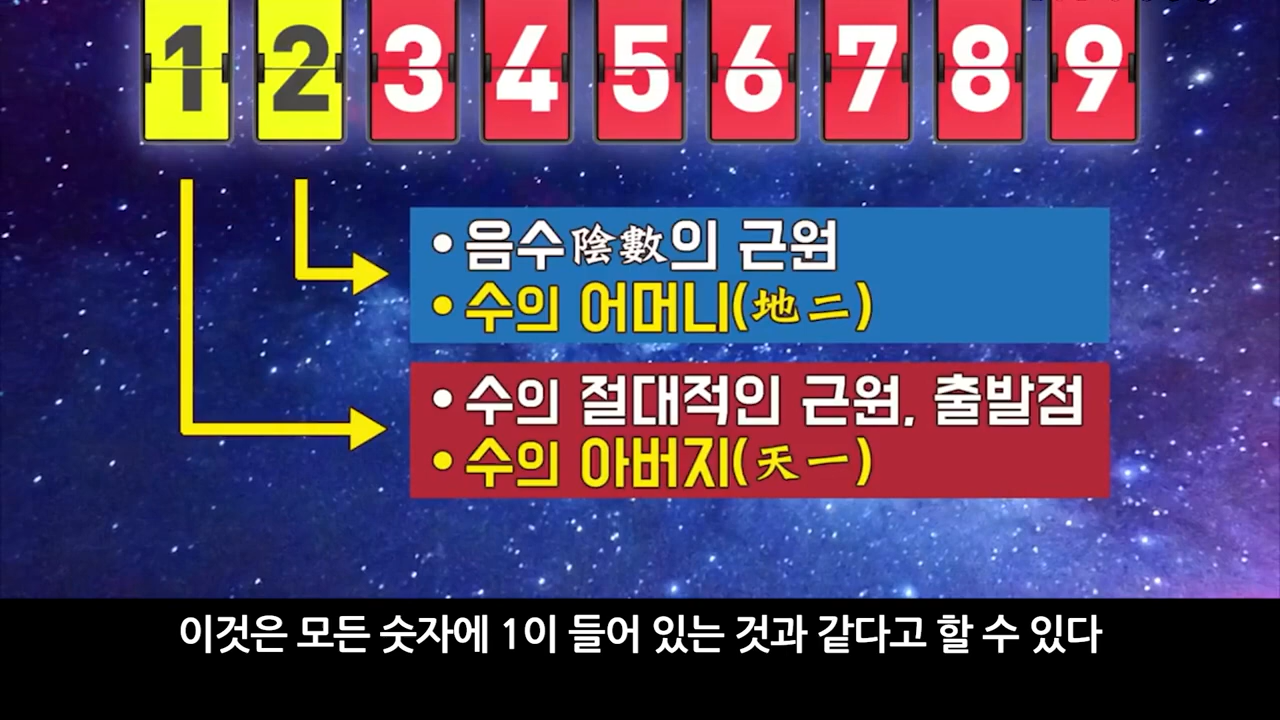 1 2 3 4 5 6 7 8 9
• 음수陰數의 근원
• 수의 어머니(地二)
• 수의 절대적인 근원, 출발점
• 수의 아버지(天一)
이것은 모든 숫자에 1이 들어 있는 것과 같다고 할 수 있다